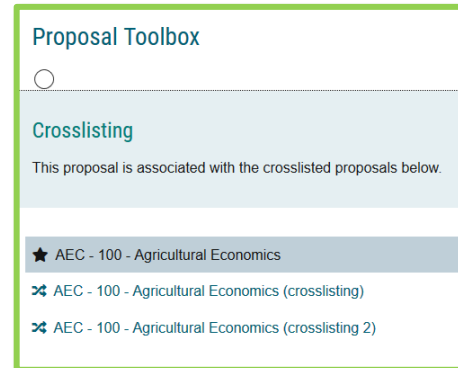 Proposal Toolbox
Crosslisting
This proposal is associated with the crosslisted proposals below.
AEC - 100 - Agricultural Economics
AEC - 100 - Agricultural Economics (crosslisting)
AEC - 100 - Agricultural Economics (crosslisting 2)